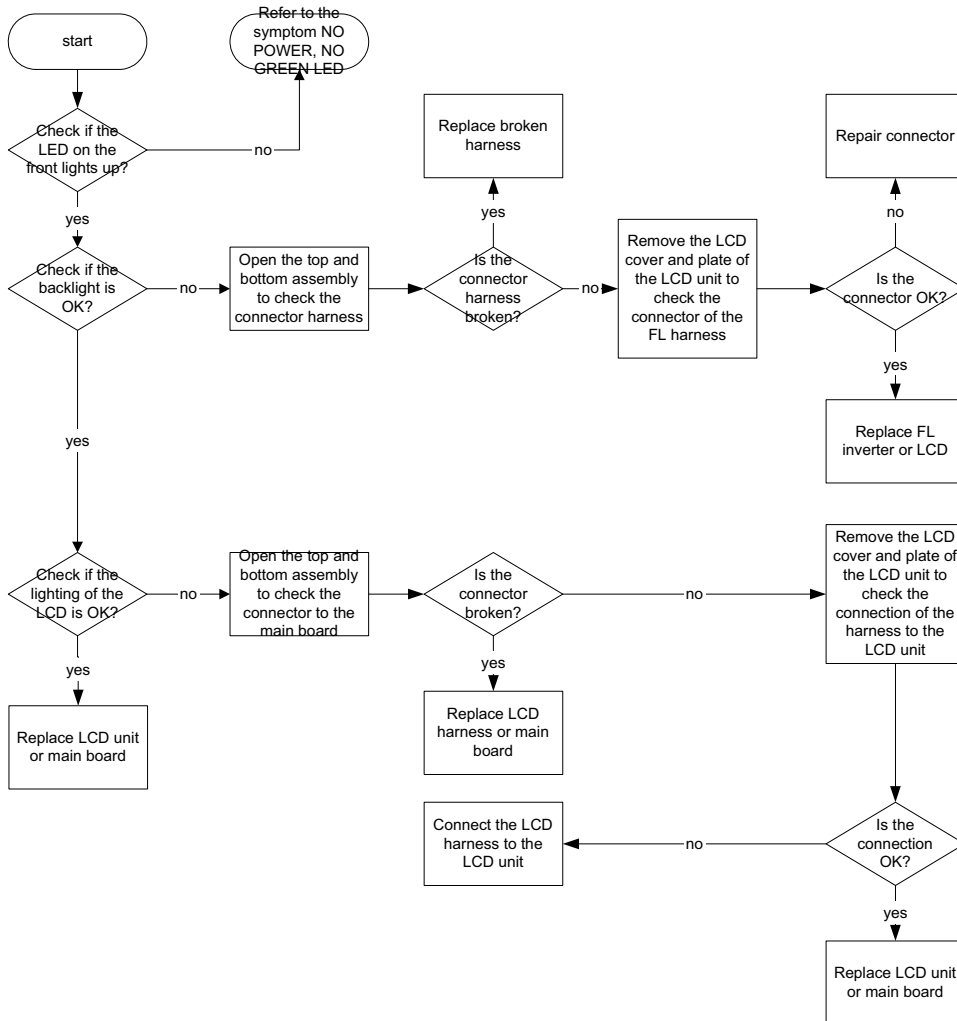 start
Refer to the
symptom NO
POWER, NO
GREEN LED
Check if the
LED on the
front lights up?
no
yes
Replace broken
harness
Repair connector
yes
no
Check if the
backlight is
OK?
no
Open the top and
bottom assembly
to check the
connector harness
Is the
connector
harness
broken?
no
Remove the LCD
cover and plate of
the LCD unit to
check the
connector of the
FL harness
Is the
connector OK?
yes
Replace FL
inverter or LCD
yes
Check if the
lighting of the
LCD is OK?
no
Open the top and
bottom assembly
to check the
connector to the
main board
Is the
connector
broken?
no
Remove the LCD
cover and plate of
the LCD unit to
check the
connection of the
harness to the
LCD unit
yes
Replace LCD unit
or main board
yes
Replace LCD
harness or main
board
Connect the LCD
harness to the
LCD unit
no
Is the
connection
OK?
yes
Replace LCD unit
or main board